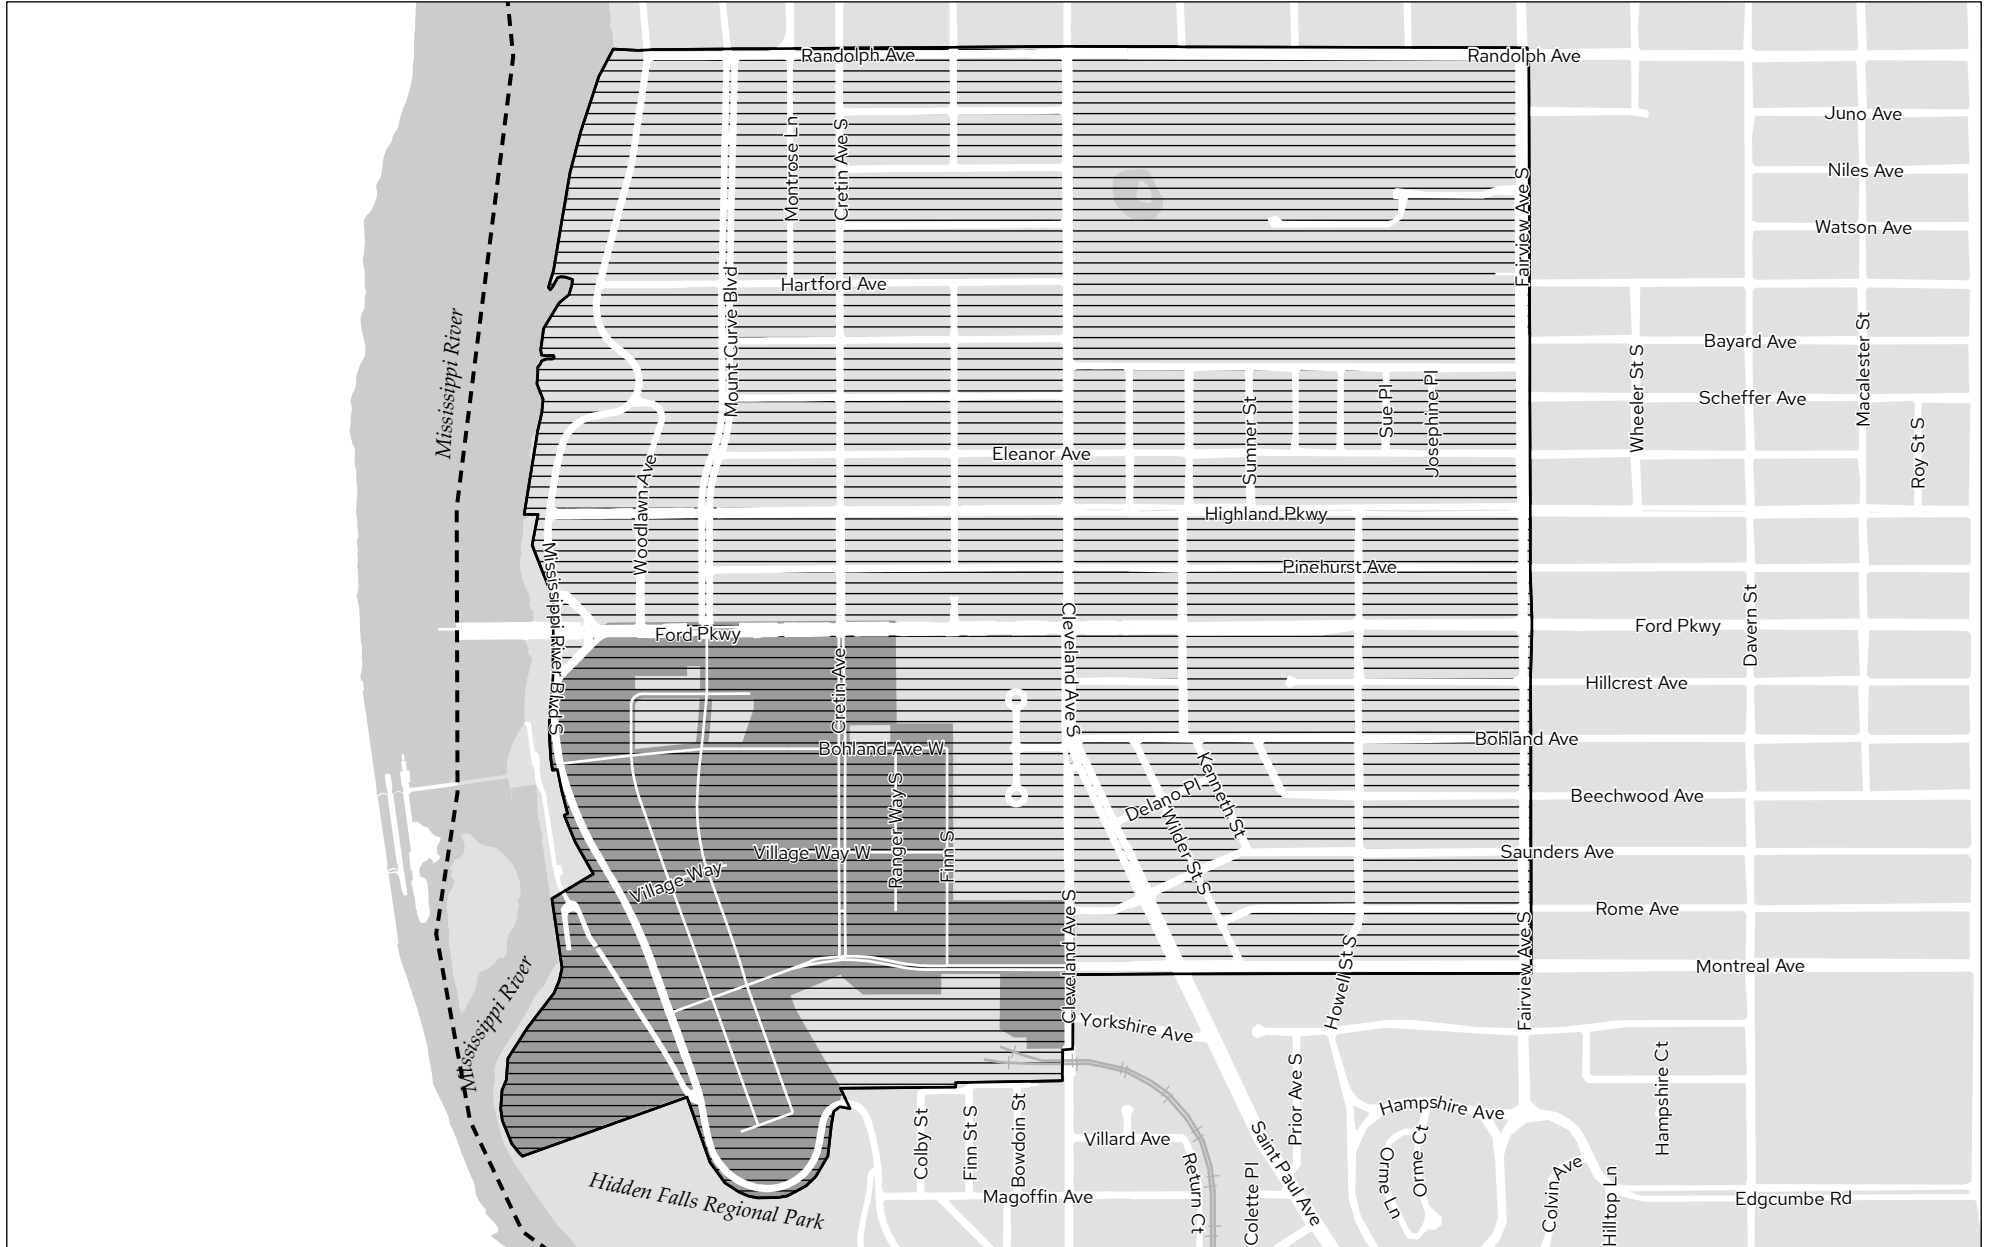 Randolph Ave
Randolph Ave
Juno Ave
Montrose Ln
Cretin Ave S
Niles Ave
Fairview Ave S
Watson Ave
Hartford Ave
Mount Curve Blvd
Mississippi River
Bayard Ave
Macalester St
Wheeler St S
Scheffer Ave
Sumner St
Sue Pl
Josephine Pl
Roy St S
Eleanor Ave
Woodlawn Ave
Highland Pkwy
Pinehurst Ave
Mississippi River Blvd S
Ford Pkwy
Cleveland Ave S
Ford Pkwy
Davern St
Cretin Ave
Hillcrest Ave
Bohland Ave W
Bohland Ave
Kenneth St
Delano Pl
Beechwood Ave
Ranger Way S
Finn S
Wilder St S
Village Way W
Village Way
Saunders Ave
Rome Ave
Cleveland Ave S
Howell St S
Fairview Ave S
Montreal Ave
Mississippi River
Yorkshire Ave
Prior Ave S
Hampshire Ct
Hampshire Ave
Colby St
Finn St S
Bowdoin St
Villard Ave
Return Ct
Colette Pl
Saint Paul Ave
Orme Ln
Orme Ct
Colvin Ave
Hilltop Ln
Hidden Falls Regional Park
Magoffin Ave
Edgcumbe Rd